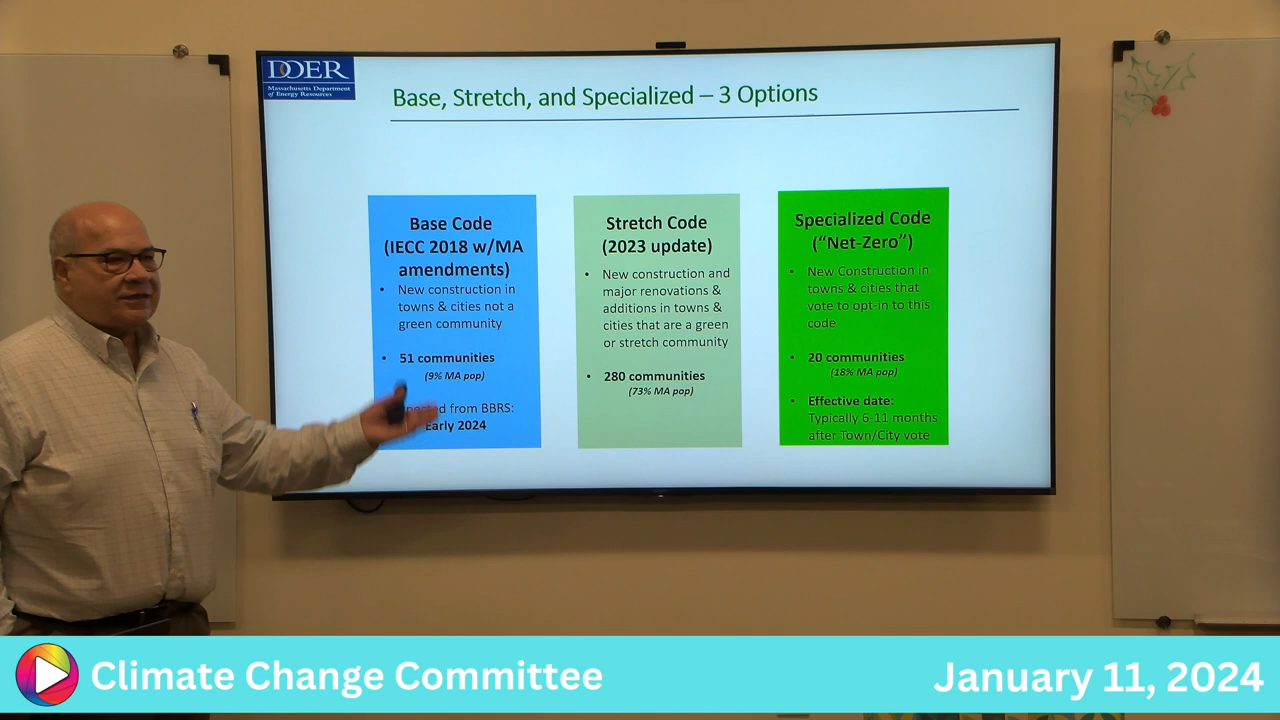 DOER
Massachusetts Department
of Energy Resources
Base, Stretch, and Specialized – 3 Options
Base Code
(IECC 2018 w/MA
amendments)
• New construction in
towns & cities not a
green community
• 51 communities
(9% MA pop)
from BBRS:
Early 2024
Stretch Code
(2023 update)
• New construction and
major renovations &
additions in towns &
cities that are a green
or stretch community
• 280 communities
(73% MA pop)
Specialized Code
(“Net-Zero”)
• New Construction in
towns & cities that
vote to opt-in to this
code
• 20 communities
(18% MA pop)
• Effective date:
Typically 6-11 months
after Town/City vote
Climate Change Committee
January 11, 2024